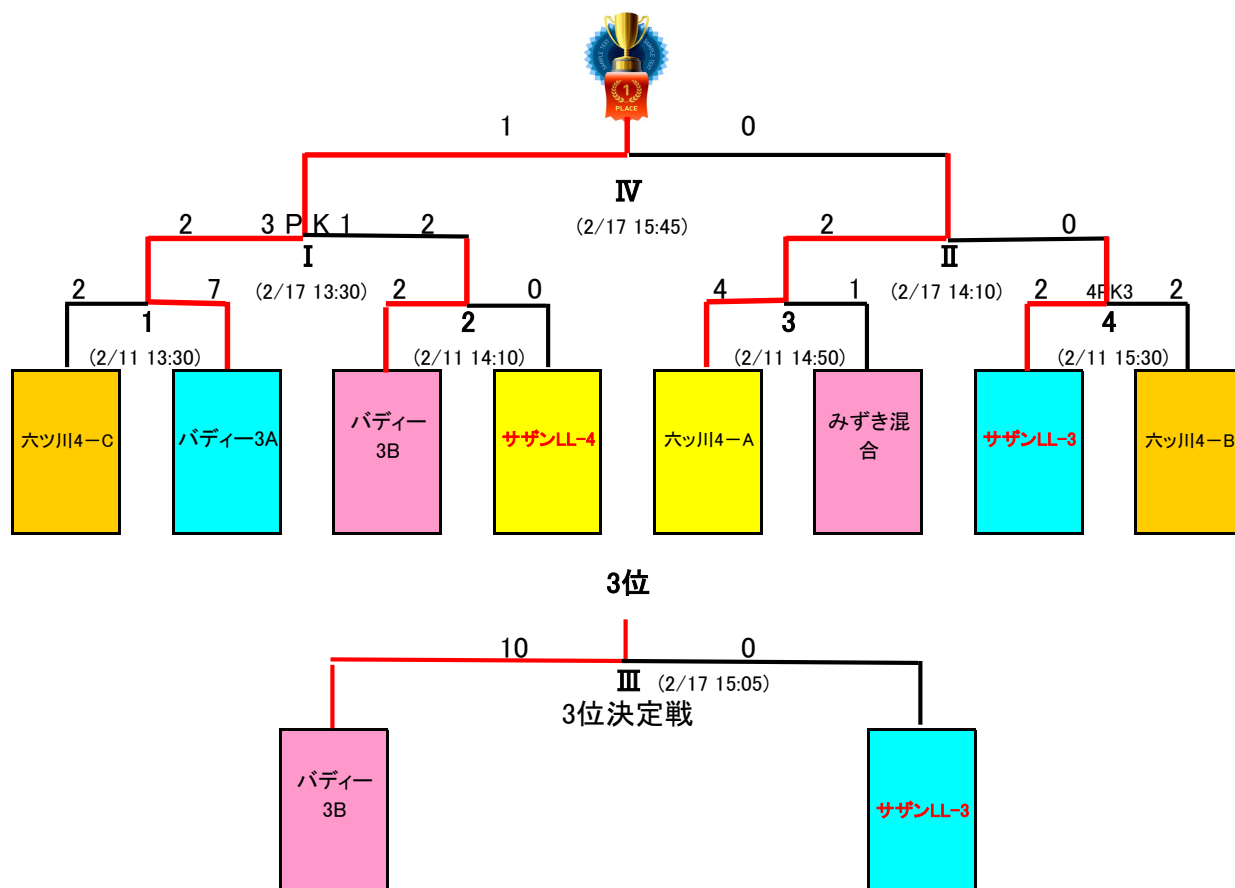 SAMPLE TEXT
SAMPLE TEXT
1
PLACE
1 0
Ⅳ
(2/17 15:45)
2 3 P K 1 2
Ⅰ
(2/17 13:30)
2 0
Ⅱ
(2/17 14:10)
2 7
1
(2/11 13:30)
2 0
2
(2/11 14:10)
4 1
3
(2/11 14:50)
2 4PK3 2
4
(2/11 15:30)
六ツ川4-C
バディー3A
バディー
3B
サザンLL-4
六ッ川4-A
みずき混
合
サザンLL-3
六ッ川4-B
3位
10 0
Ⅲ (2/17 15:05)
3位決定戦
バディー
3B
サザンLL-3